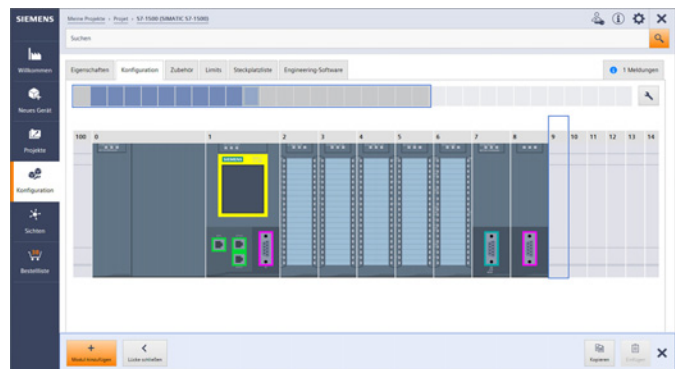 SIEMENS
Meine Projekte › Projet › S7-1500 (SIMATIC S7-1500)
Suchen
Willkommen
Neues Gerät
Projekte
Konfiguration
Sichten
Bestellliste
Eigenschaften Konfiguration Zubehör Limits Steckplatzliste Engineering-Software
1 Meldungen
100 0 1 2 3 4 5 6 7 8 9 10 11 12 13 14
SIEMENS
Modul hinzufügen
Lücke schließen
Kopieren
Einfügen